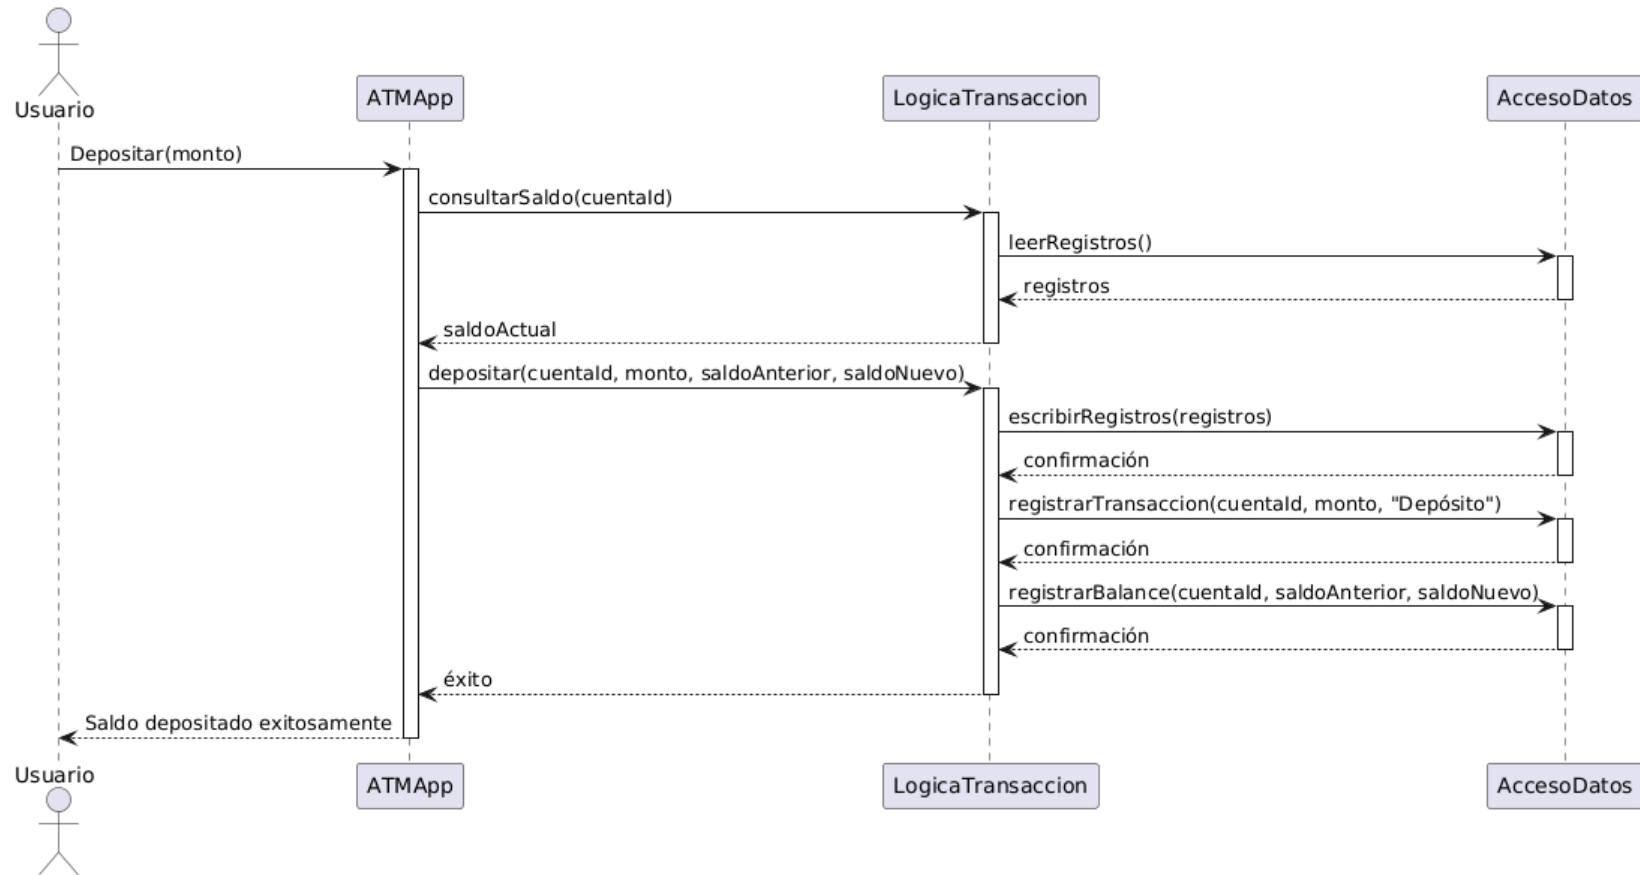 Usuario
ATMApp
LogicaTransaccion
AccesoDatos
Depositar(monto)
consultarSaldo(cuentaId)
leerRegistros()
registros
saldoActual
depositar(cuentaId, monto, saldoAnterior, saldoNuevo)
escribirRegistros(registros)
confirmación
registrarTransaccion(cuentaId, monto, "Depósito")
confirmación
registrarBalance(cuentaId, saldoAnterior, saldoNuevo)
confirmación
éxito
Saldo depositado exitosamente
Usuario
ATMApp
LogicaTransaccion
AccesoDatos